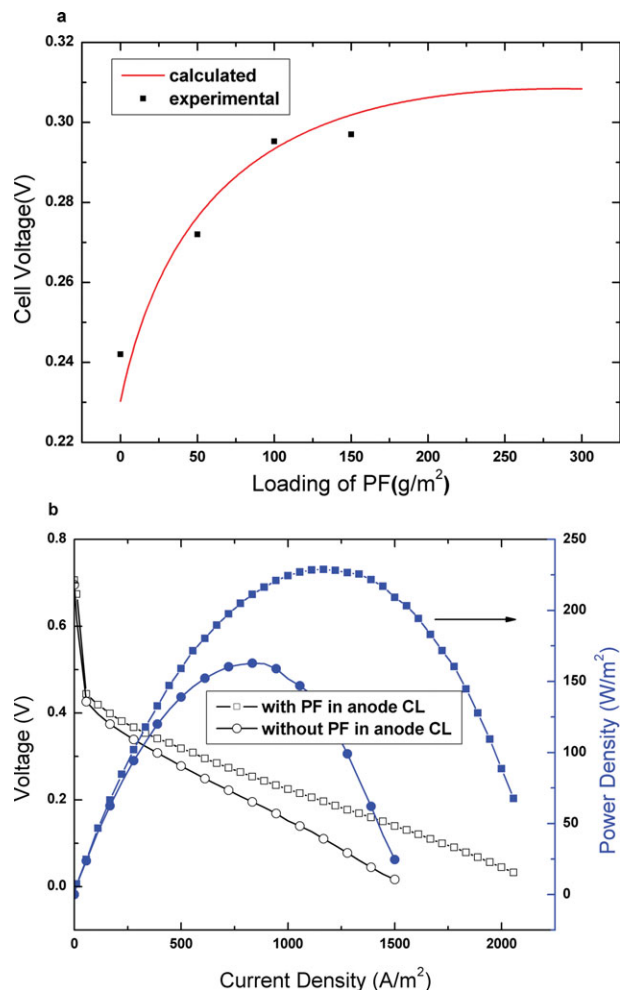 a
0.32
0.30
0.28
0.26
0.24
0.22
Cell Voltage(V)
calculated
experimental
0 50 100 150 200 250 300
Loading of PF(g/m²)
b
0.8
0.6
0.4
0.2
0.0
Voltage (V)
250
200
150
100
50
0
Power Density (W/m²)
with PF in anode CL
without PF in anode CL
0 500 1000 1500 2000
Current Density (A/m²)